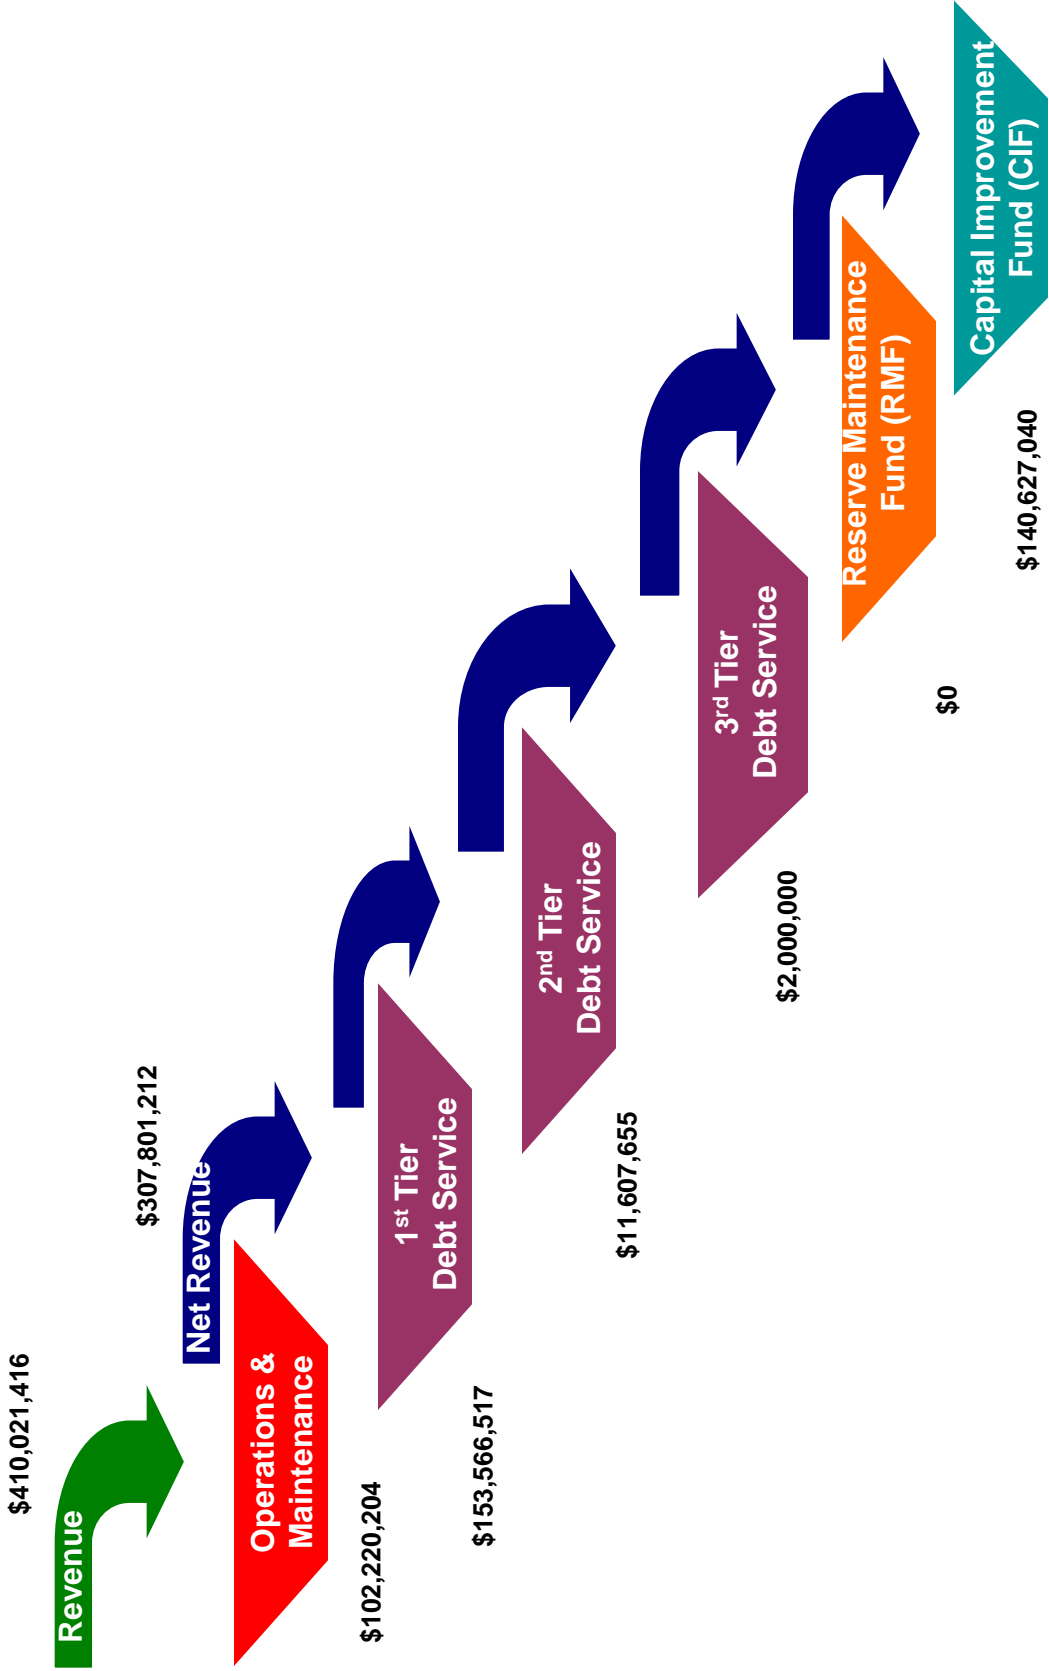 $410,021,416
Revenue
$307,801,212
Net Revenue
Operations &
Maintenance
$102,220,204
1st Tier
Debt Service
$153,566,517
2nd Tier
Debt Service
$11,607,655
3rd Tier
Debt Service
$2,000,000
Reserve Maintenance
Fund (RMF)
$0
Capital Improvement
Fund (CIF)
$140,627,040